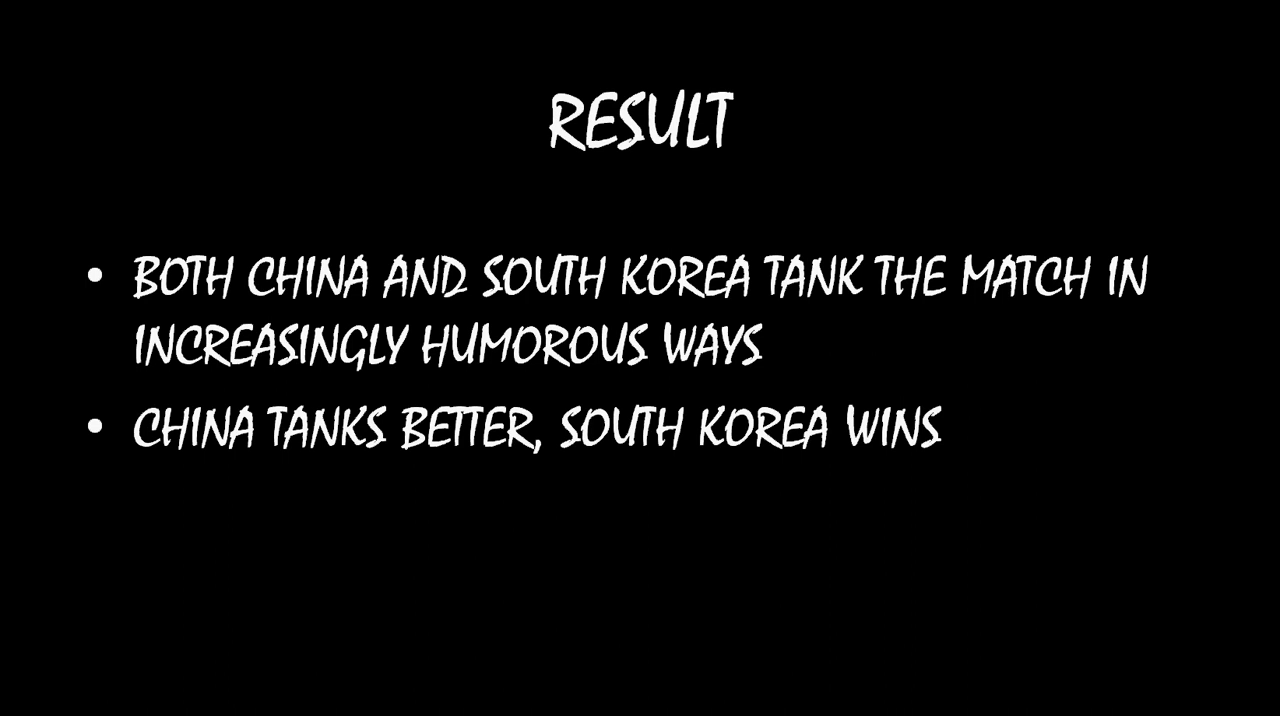 RESULT
• BOTH CHINA AND SOUTH KOREA TANK THE MATCH IN
INCREASINGLY HUMOROUS WAYS
• CHINA TANKS BETTER, SOUTH KOREA WINS